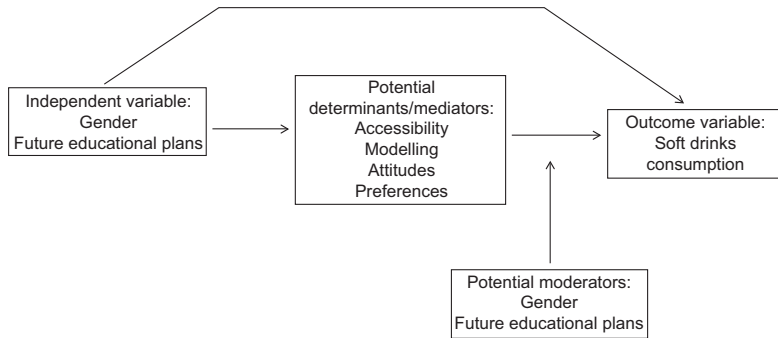 Independent variable:
Gender
Future educational plans
Potential
determinants/mediators:
Accessibility
Modelling
Attitudes
Preferences
Outcome variable:
Soft drinks
consumption
Potential moderators:
Gender
Future educational plans